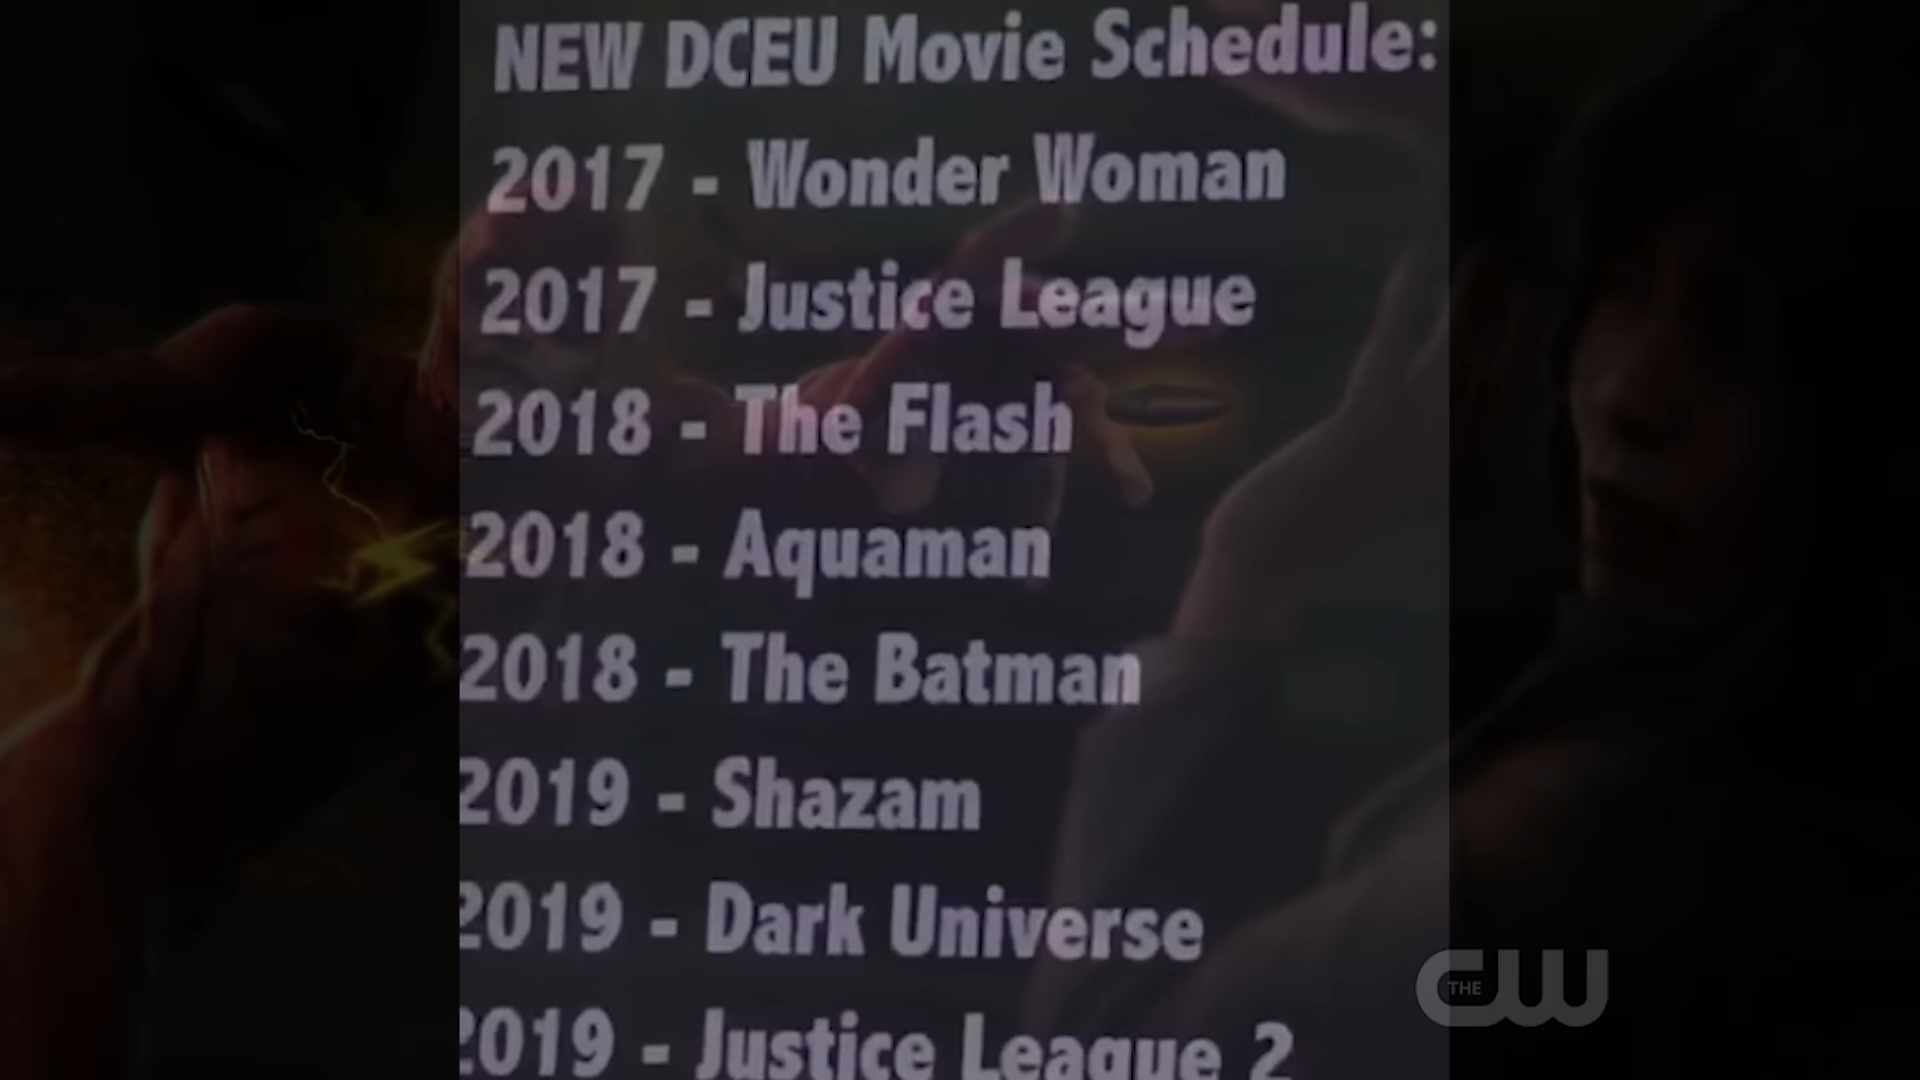 NEW DCEU Movie Schedule:
2017 - Wonder Woman
2017 - Justice League
2018 - The Flash
2018 - Aquaman
2018 - The Batman
2019 - Shazam
2019 - Dark Universe
2019 - Justice League 2
THE CW